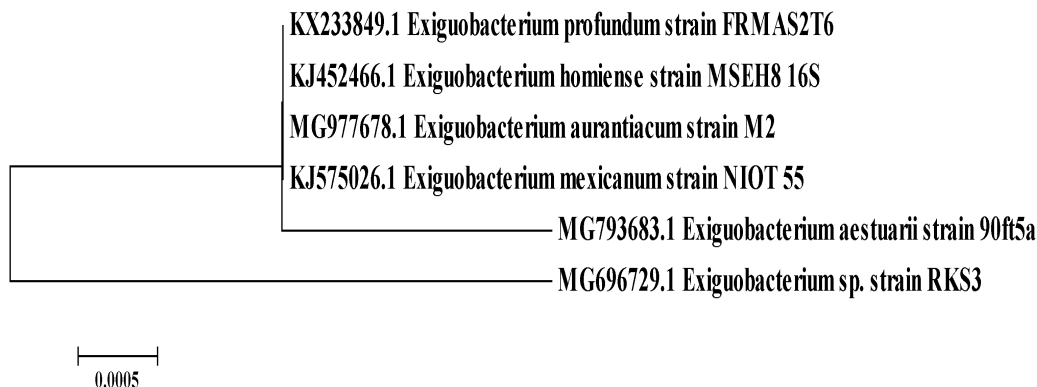 KX233849.1 Exiguobacterium profundum strain FRMAS2T6
KJ452466.1 Exiguobacterium homiense strain MSEH8 16S
MG977678.1 Exiguobacterium aurantiacum strain M2
KJ575026.1 Exiguobacterium mexicanum strain NIOT 55
MG793683.1 Exiguobacterium aestuarii strain 90ft5a
MG696729.1 Exiguobacterium sp. strain RKS3
0.0005